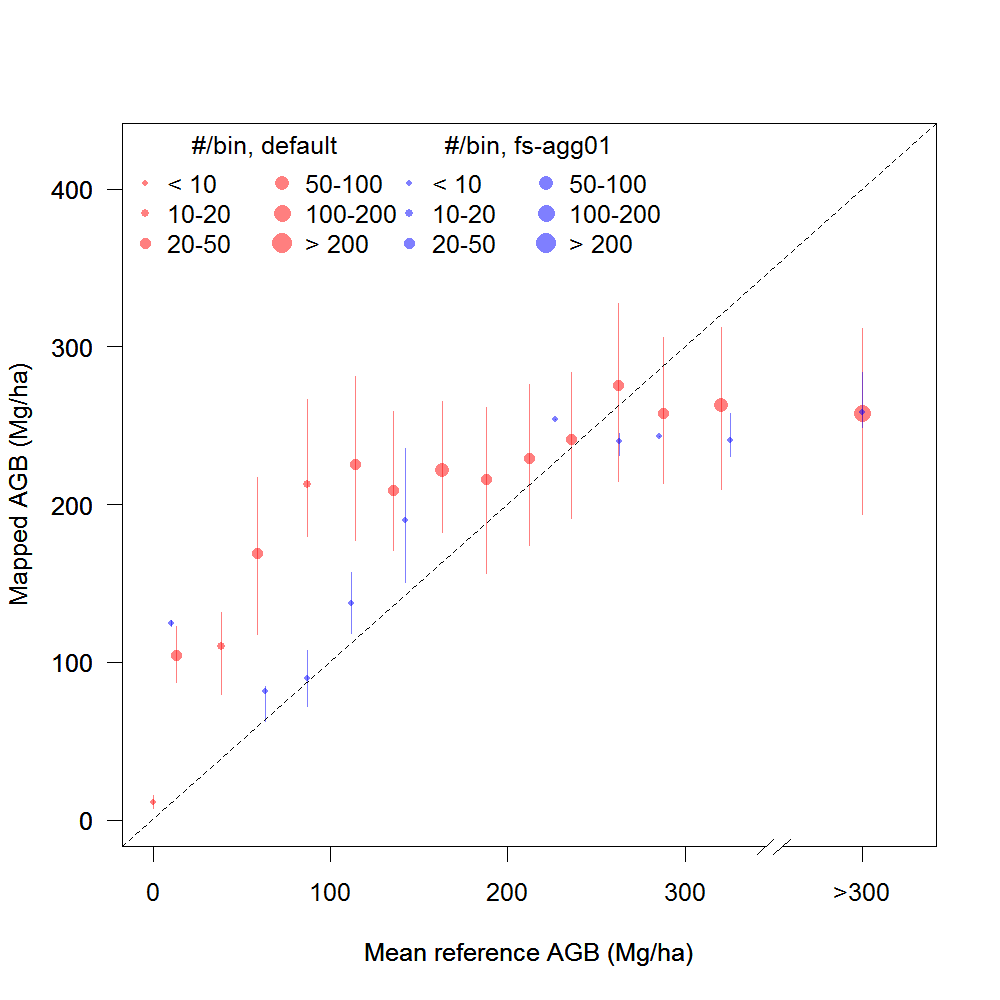 #/bin, default #/bin, fs-agg01
< 10 50-100 < 10 50-100
10-20 100-200 10-20 100-200
20-50 > 200 20-50 > 200
400
300
200
100
0
Mapped AGB (Mg/ha)
0 100 200 300 >300
Mean reference AGB (Mg/ha)